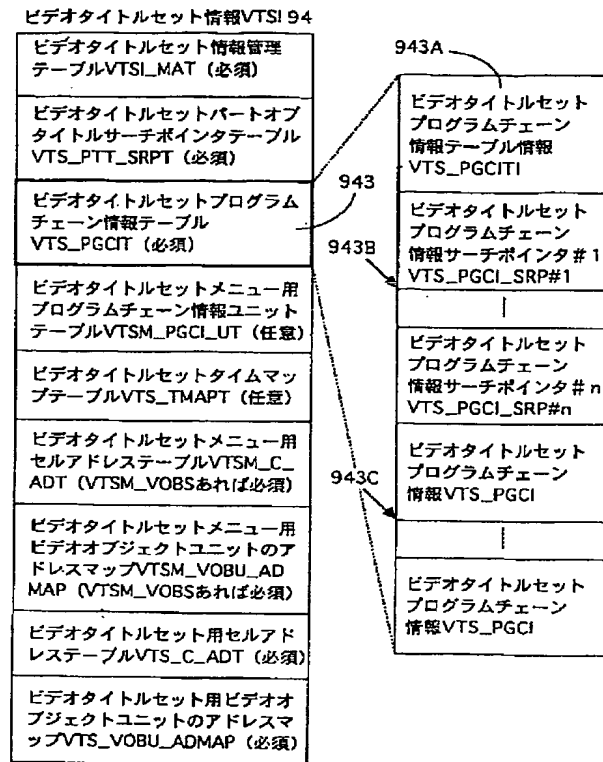 ビデオタイトルセット情報VTSI 94
ビデオタイトルセット情報管理
テーブルVTSI_MAT（必須）
ビデオタイトルセットパートオブ
タイトルサーチポインタテーブル
VTS_PTT_SRPT（必須）
ビデオタイトルセットプログラム
チェーン情報テーブル
VTS_PGCIT（必須）
ビデオタイトルセットメニュー用
プログラムチェーン情報ユニット
テーブルVTSM_PGCI_UT（任意）
ビデオタイトルセットタイムマッ
プテーブルVTS_TMAPT（任意）
ビデオタイトルセットメニュー用
セルアドレステーブルVTSM_C_
ADT（VTSM_VOBSあれば必須）
ビデオタイトルセットメニュー用
ビデオオブジェクトユニットのア
ドレスマップVTSM_VOBU_AD
MAP（VTSM_VOBSあれば必須）
ビデオタイトルセット用セルアド
レステーブルVTS_C_ADT（必須）
ビデオタイトルセット用ビデオオ
ブジェクトユニットのアドレスマ
ップVTS_VOBU_ADMAP（必須）
943
943A
ビデオタイトルセット
プログラムチェーン
情報テーブル情報
VTS_PGCITI
943B
ビデオタイトルセット
プログラムチェーン
情報サーチポインタ＃1
VTS_PGCI_SRP#1
ビデオタイトルセット
プログラムチェーン
情報サーチポインタ＃n
VTS_PGCI_SRP#n
943C
ビデオタイトルセット
プログラムチェーン
情報VTS_PGCI
ビデオタイトルセット
プログラムチェーン
情報VTS_PGCI